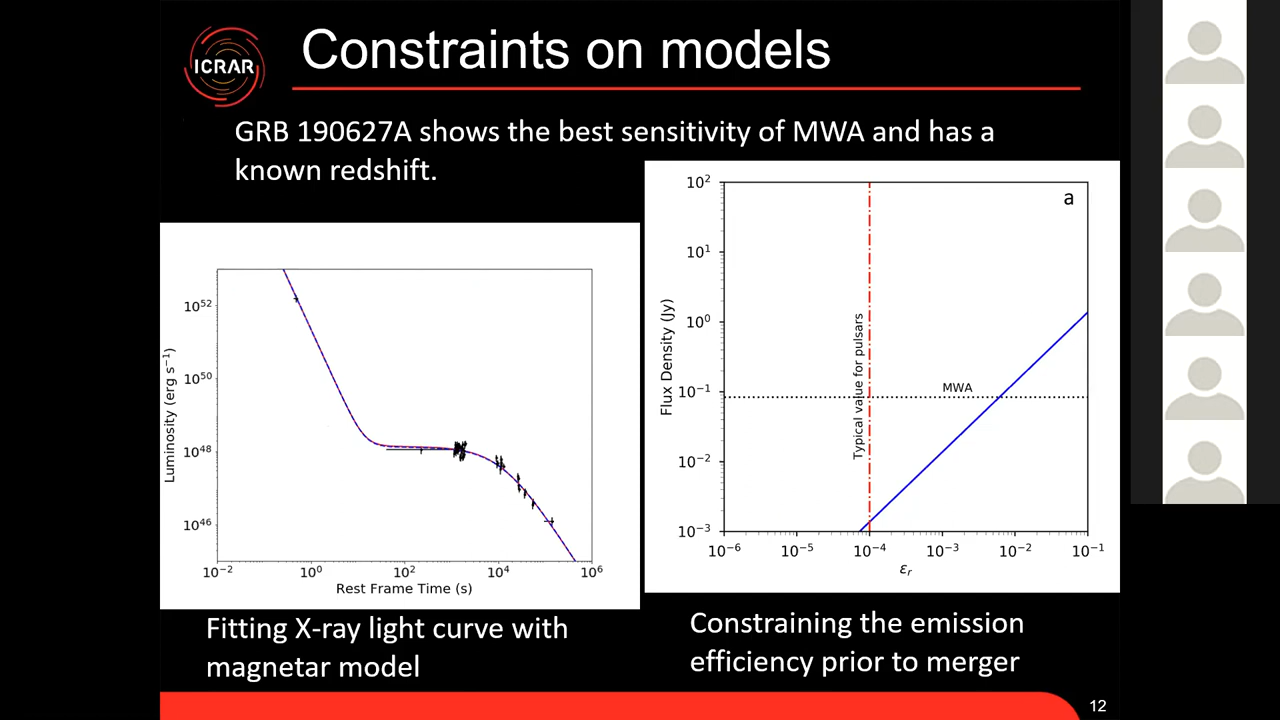 ICRAR
Constraints on models
GRB 190627A shows the best sensitivity of MWA and has a
known redshift.
10^52
10^50
10^48
10^46
Luminosity (erg s^−1)
10^−2
10^0
10^2
10^4
10^6
Rest Frame Time (s)
Fitting X-ray light curve with
magnetar model
a
10^2
10^1
10^0
10^−1
10^−2
10^−3
Flux Density (Jy)
Typical value for pulsars
MWA
10^−6
10^−5
10^−4
10^−3
10^−2
10^−1
ε_r
Constraining the emission
efficiency prior to merger
12